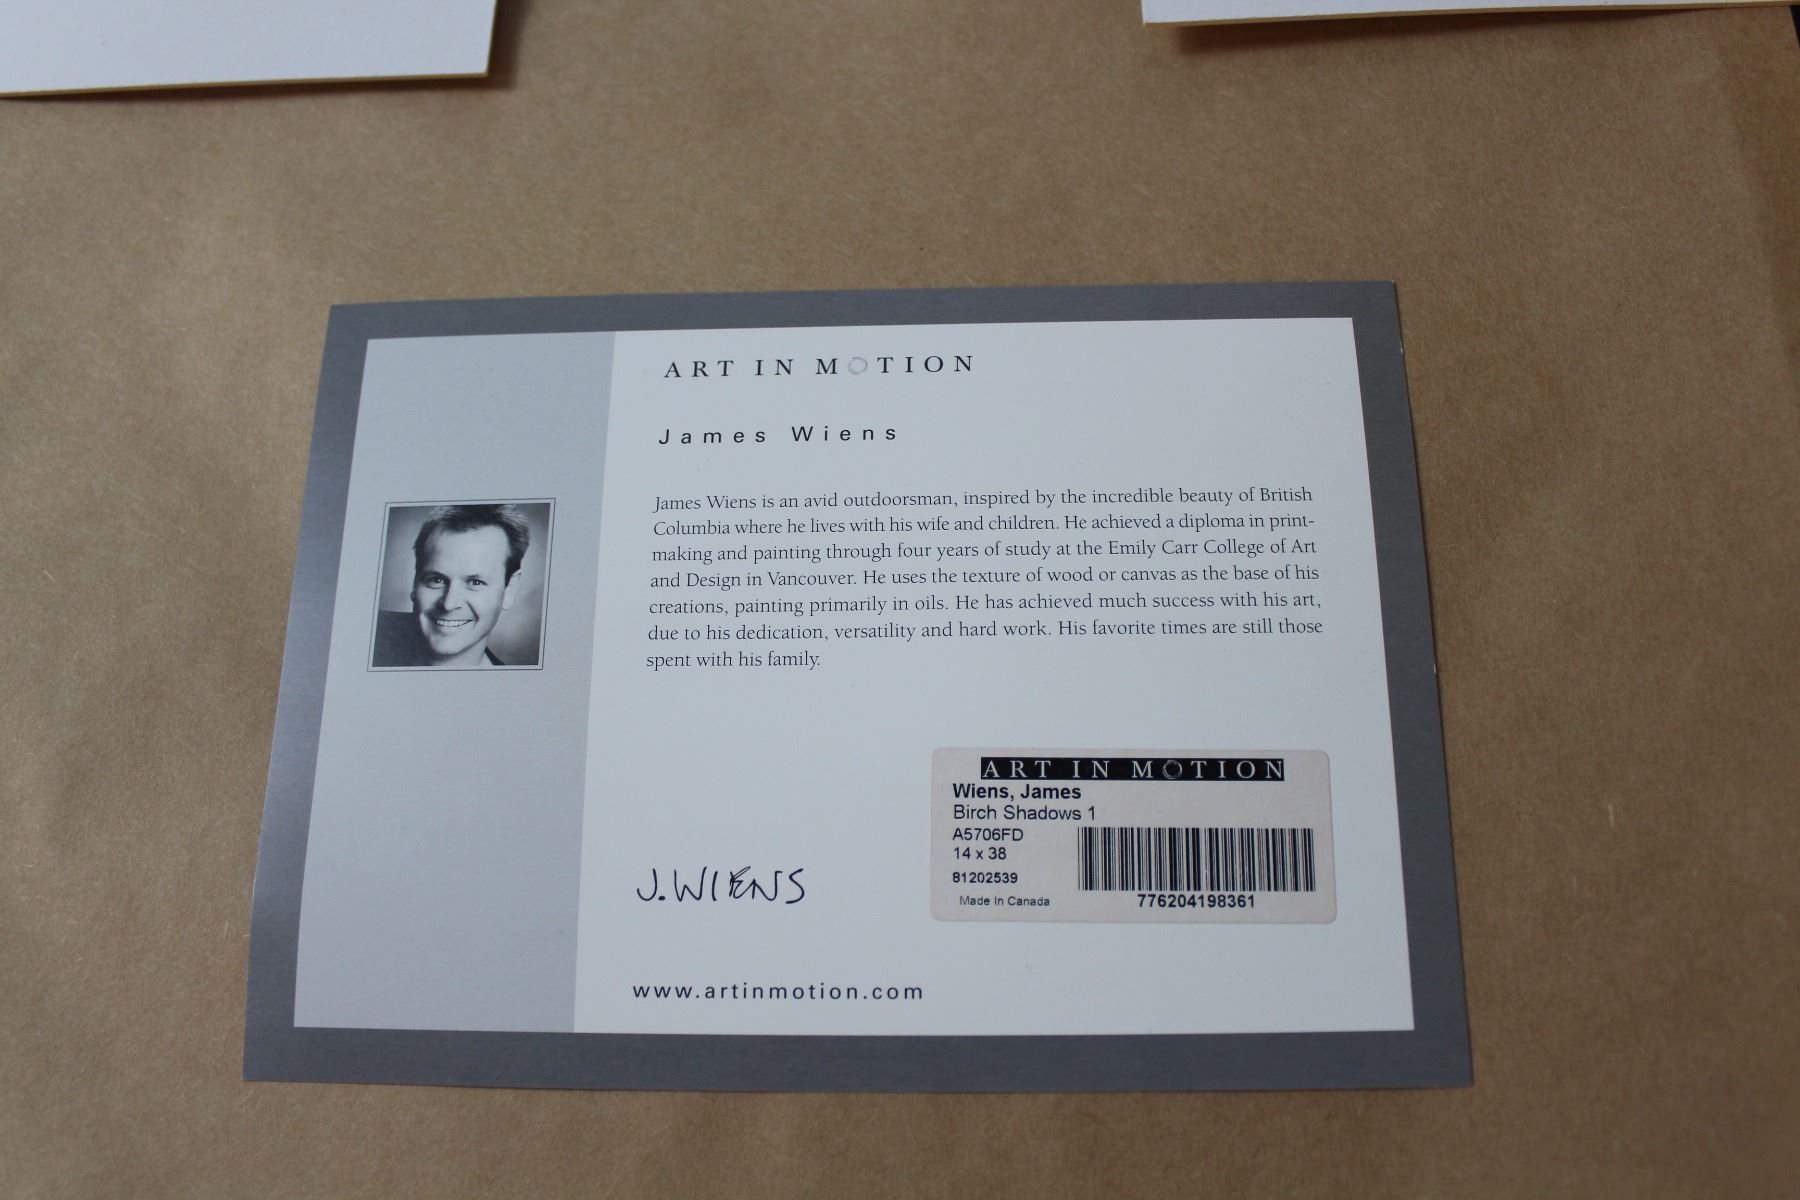 ART IN MOTION
James Wiens
James Wiens is an avid outdoorsman, inspired by the incredible beauty of British
Columbia where he lives with his wife and children. He achieved a diploma in print-
making and painting through four years of study at the Emily Carr College of Art
and Design in Vancouver. He uses the texture of wood or canvas as the base of his
creations, painting primarily in oils. He has achieved much success with his art,
due to his dedication, versatility and hard work. His favorite times are still those
spent with his family.
ART IN MOTION
Wiens, James
Birch Shadows 1
A5706FD
14 x 38
81202539
Made In Canada
776204198361
J. WIENS
www.artinmotion.com